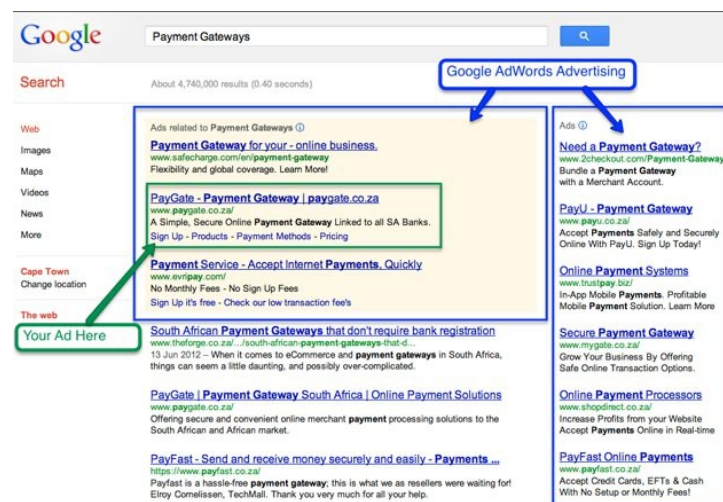 Google
Payment Gateways
Search
About 4,740,000 results (0.40 seconds)
Google AdWords Advertising
Web
Images
Maps
Videos
News
More
Cape Town
Change location
The web
Your Ad Here
Ads related to Payment Gateways
Payment Gateway for your - online business.
www.safecharge.com/en/payment-gateway
Flexibility and global coverage. Learn More!
PayGate - Payment Gateway | paygate.co.za
www.paygate.co.za/
A Simple, Secure Online Payment Gateway Linked to all SA Banks.
Sign Up - Products - Payment Methods - Pricing
Payment Service - Accept Internet Payments, Quickly
www.evripay.com/
No Monthly Fees - No Sign Up Fees
Sign Up it's free - Check our low transaction fee's
South African Payment Gateways that don't require bank registration
www.theforge.co.za/.../south-african-payment-gateways-that-d...
13 Jun 2012 – When it comes to eCommerce and payment gateways in South Africa,
things can seem a little daunting, and possibly over-complicated.
PayGate | Payment Gateway South Africa | Online Payment Solutions
www.paygate.co.za/
Offering secure and convenient online merchant payment processing solutions to the
South African and African market.
PayFast - Send and receive money securely and easily - Payments ...
https://www.payfast.co.za/
Payfast is a hassle-free payment gateway; this is what we as resellers were waiting for!
Elroy Cornelissen, TechMall. Thank you very much for all your help.
Ads
Need a Payment Gateway?
www.2checkout.com/Payment-Gateway
Bundle a Payment Gateway
with a Merchant Account.
PayU - Payment Gateway
www.payu.co.za/
Accept Payments Safely and Securely
Online With PayU. Sign Up Today!
Online Payment Systems
www.trustpay.biz/
In-App Mobile Payments. Profitable
Mobile Payment Solution. Learn More
Secure Payment Gateway
www.mygate.co.za/
Grow Your Business By Offering
Safe Online Transaction Options.
Online Payment Processors
www.shopdirect.co.za/
Increase Profits from your Website
Accept Payments Online in Real-time
PayFast Online Payments
www.payfast.co.za/
Accept Credit Cards, EFTs & Cash
With No Setup or Monthly Fees!